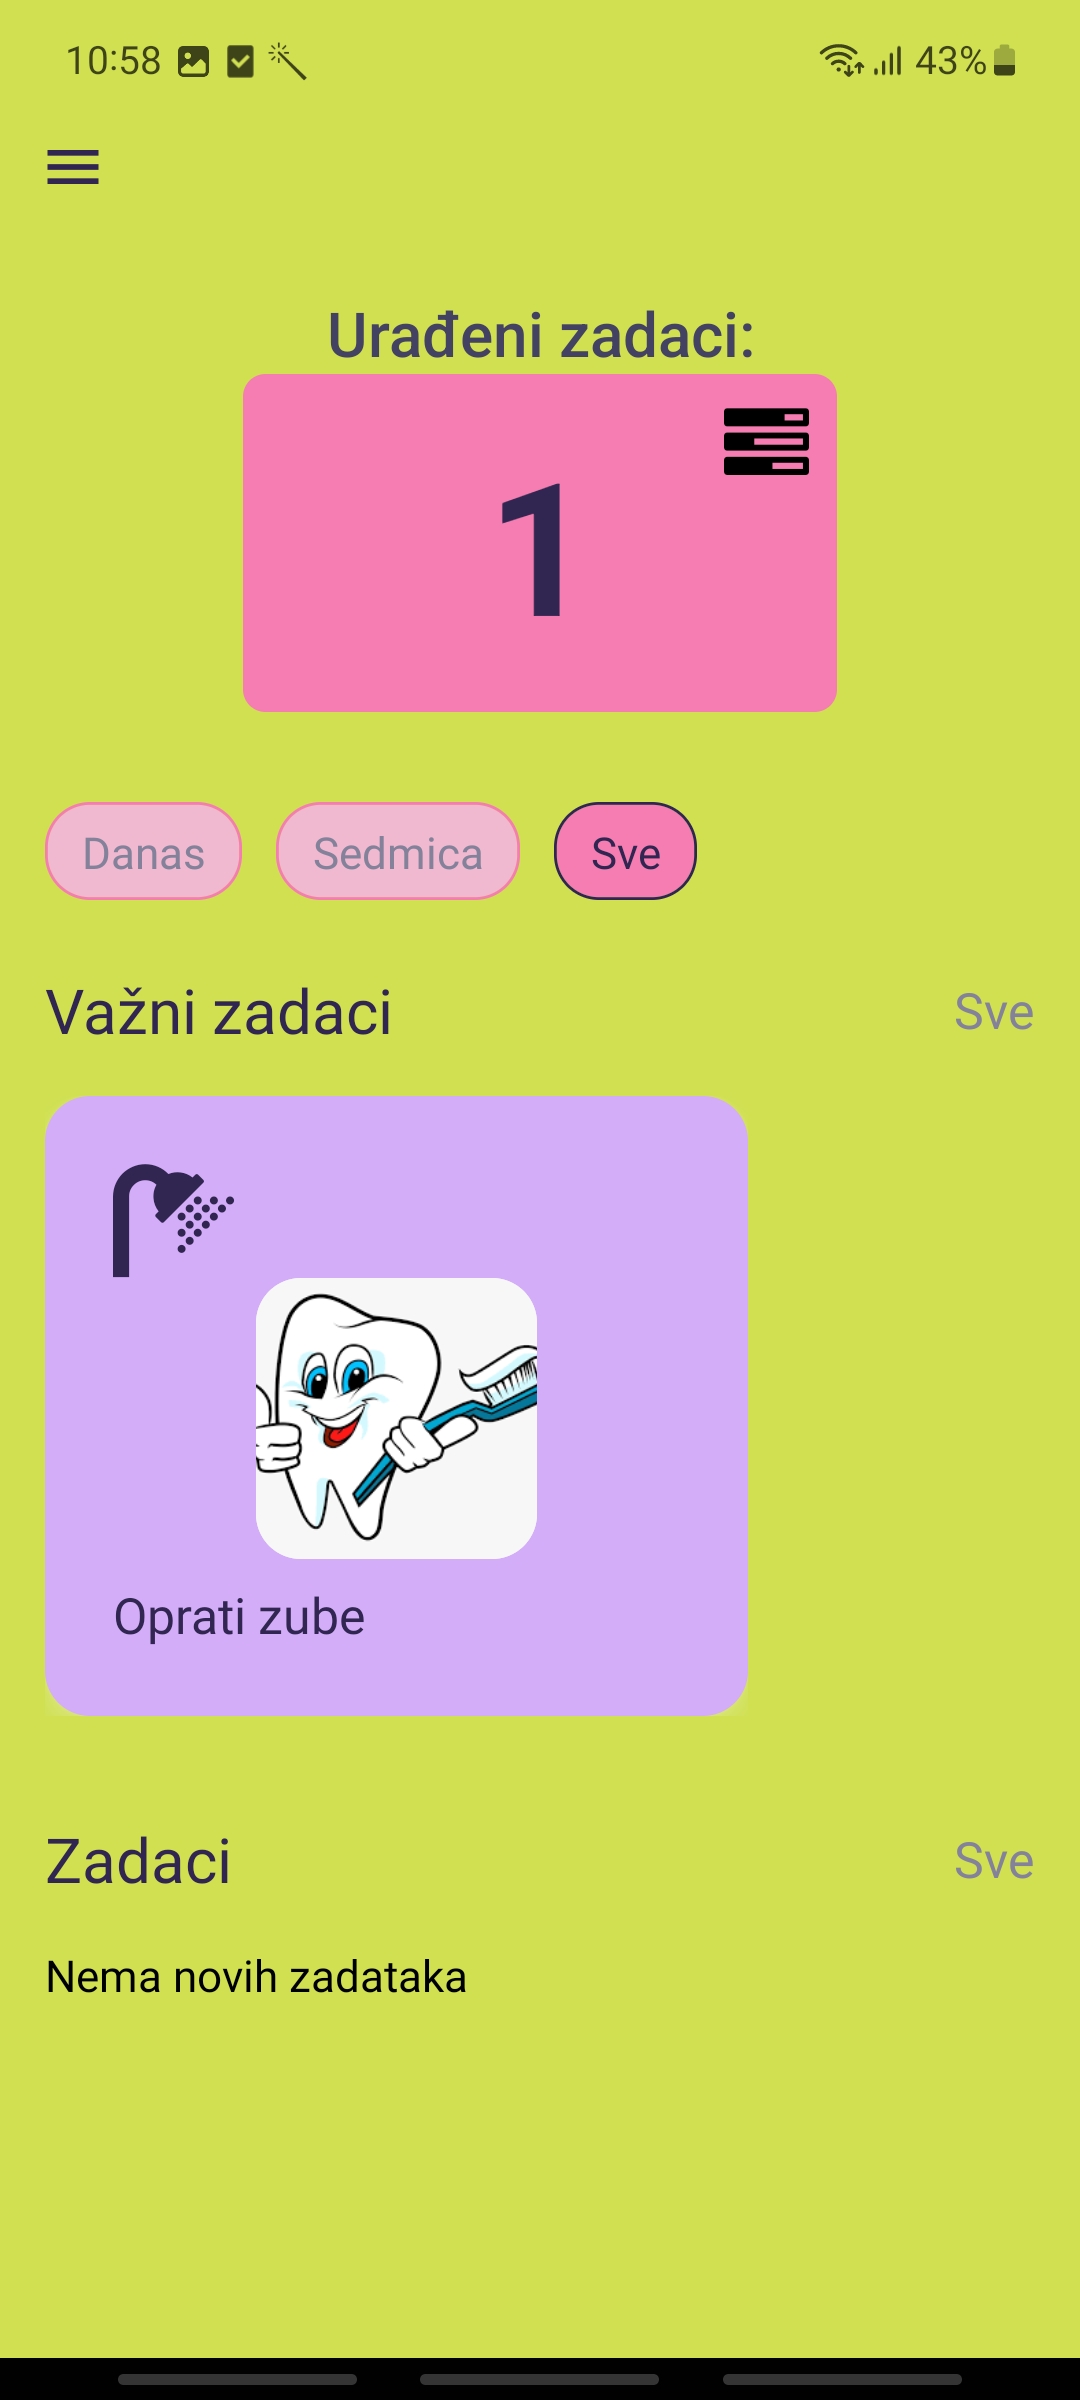 10:58
43%
Urađeni zadaci:
1
Danas
Sedmica
Sve
Važni zadaci
Sve
Oprati zube
Zadaci
Sve
Nema novih zadataka